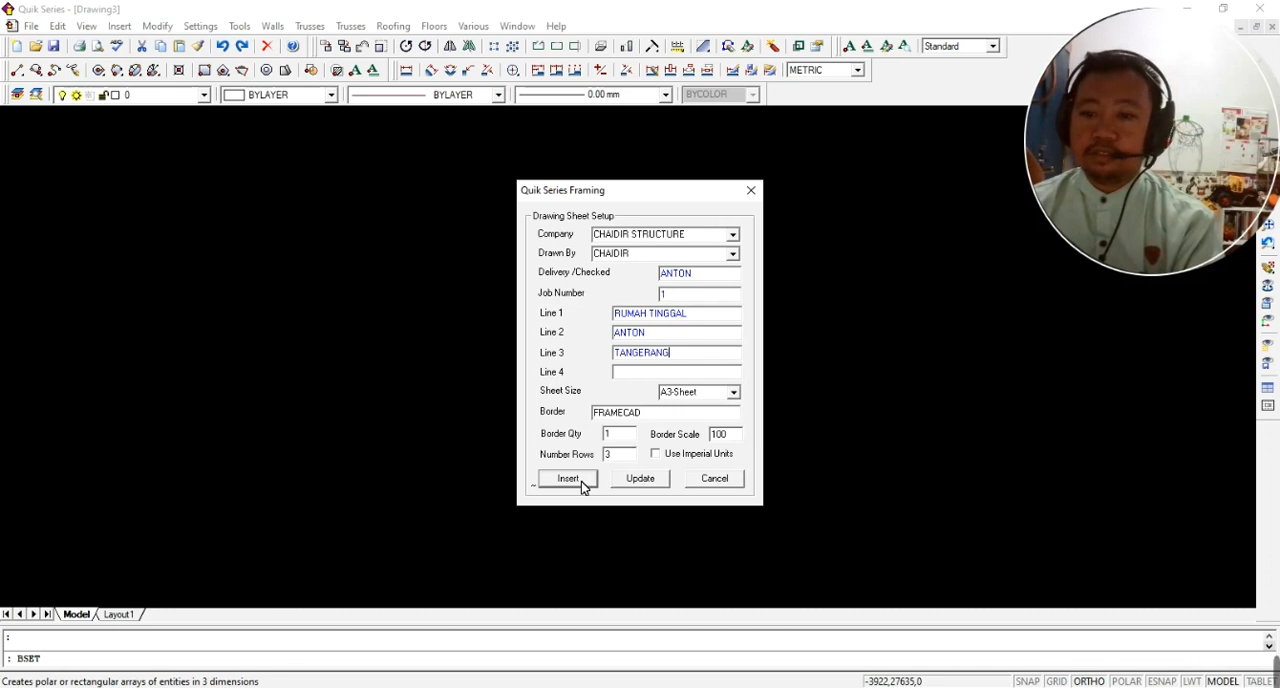 Quik Series - [Drawing3]
File Edit View Insert Modify Settings Tools Walls Trusses Trusses Roofing Floors Various Window Help
Standard
METRIC
0 BYLAYER BYLAYER 0.00 mm BYCOLOR
Quik Series Framing
Drawing Sheet Setup
Company CHAIDIR STRUCTURE
Drawn By CHAIDIR
Delivery /Checked ANTON
Job Number 1
Line 1 RUMAH TINGGAL
Line 2 ANTON
Line 3 TANGERANG
Line 4
Sheet Size A3-Sheet
Border FRAMECAD
Border Qty 1 Border Scale 100
Number Rows 3 Use Imperial Units
~ Insert Update Cancel
Model Layout1
:
: BSET
Creates polar or rectangular arrays of entities in 3 dimensions -3922,27635,0 SNAP GRID ORTHO POLAR ESNAP LWT MODEL TABLET